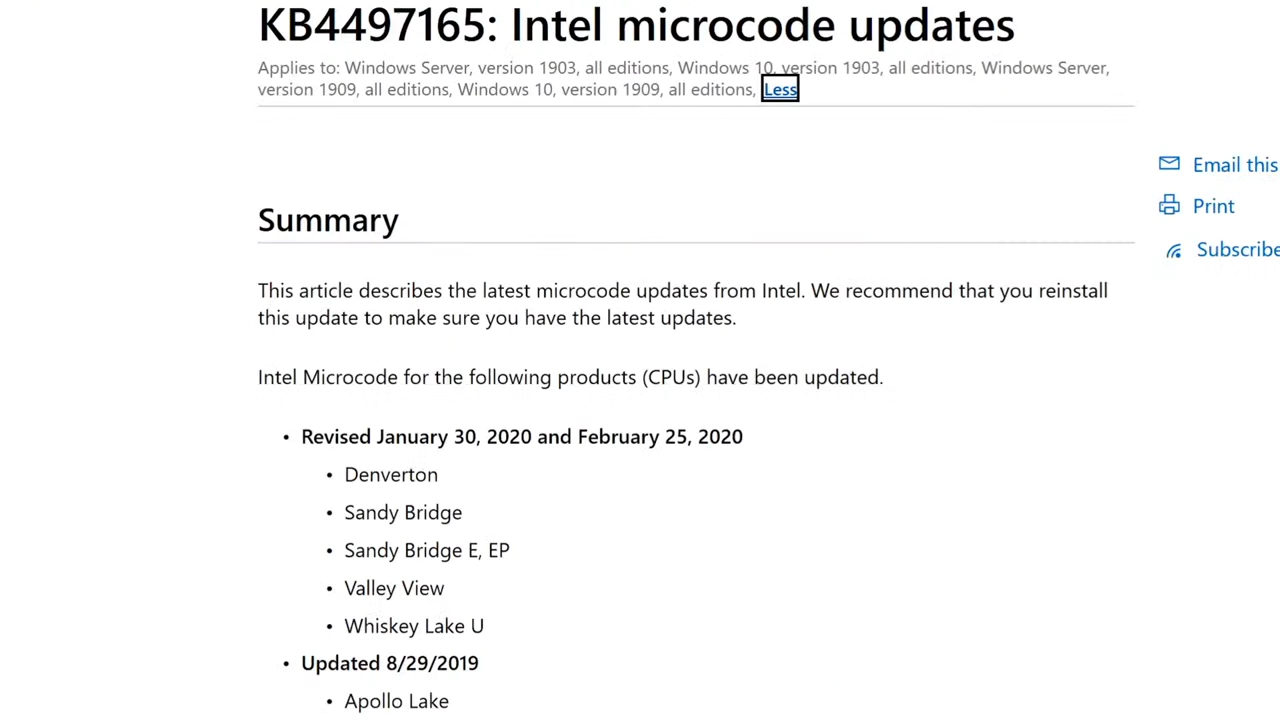 KB4497165: Intel microcode updates
Applies to: Windows Server, version 1903, all editions, Windows 10, version 1903, all editions, Windows Server,
version 1909, all editions, Windows 10, version 1909, all editions, Less
Email this
Print
Subscribe
Summary
This article describes the latest microcode updates from Intel. We recommend that you reinstall
this update to make sure you have the latest updates.
Intel Microcode for the following products (CPUs) have been updated.
• Revised January 30, 2020 and February 25, 2020
• Denverton
• Sandy Bridge
• Sandy Bridge E, EP
• Valley View
• Whiskey Lake U
• Updated 8/29/2019
• Apollo Lake